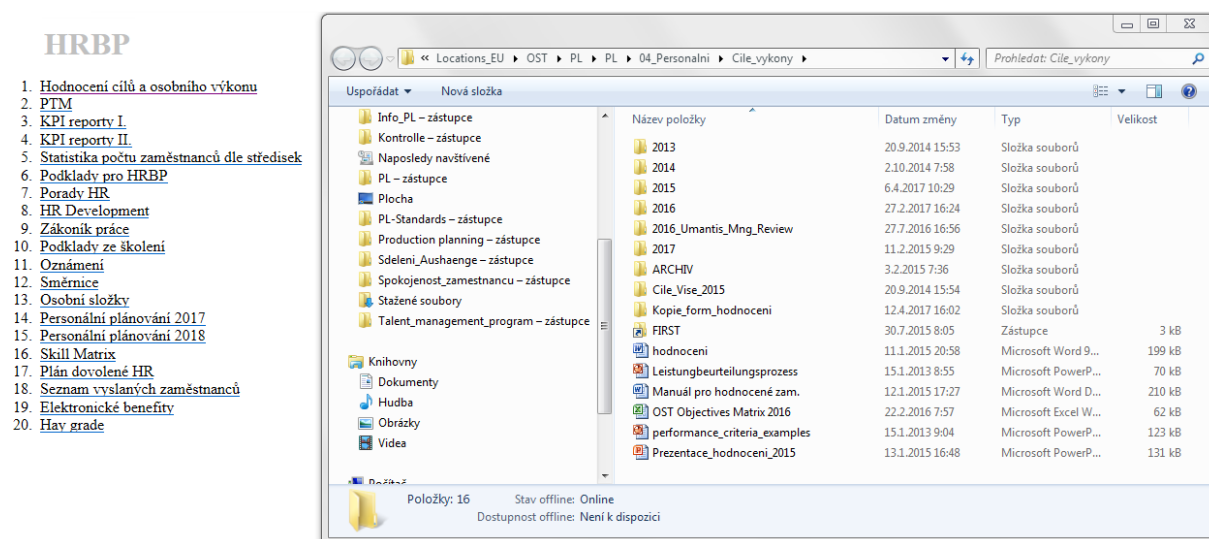 HRBP
1. Hodnocení cílů a osobního výkonu
2. PTM
3. KPI reporty I.
4. KPI reporty II.
5. Statistika počtu zaměstnanců dle středisek
6. Podklady pro HRBP
7. Porady HR
8. HR Development
9. Zákoník práce
10. Podklady ze školení
11. Oznámení
12. Směrnice
13. Osobní složky
14. Personální plánování 2017
15. Personální plánování 2018
16. Skill Matrix
17. Plán dovolené HR
18. Seznam vyslaných zaměstnanců
19. Elektronické benefity
20. Hay grade
« Locations_EU OST PL PL 04_Personalni Cile_vykony Prohledat: Cile_vykony
Uspořádat Nová složka
Info_PL – zástupce
Kontrolle – zástupce
Naposledy navštívené
PL – zástupce
Plocha
PL-Standards – zástupce
Production planning – zástupce
Sdeleni_Aushaenge – zástupce
Spokojenost_zamestnancu – zástupce
Stažené soubory
Talent_management_program – zástupce
Knihovny
Dokumenty
Hudba
Obrázky
Videa
Počítač
Název položky Datum změny Typ Velikost
2013 20.9.2014 15:53 Složka souborů
2014 2.10.2014 7:58 Složka souborů
2015 6.4.2017 10:29 Složka souborů
2016 27.2.2017 16:24 Složka souborů
2016_Umantis_Mng_Review 27.7.2016 16:56 Složka souborů
2017 11.2.2015 9:29 Složka souborů
ARCHIV 3.2.2015 7:36 Složka souborů
Cile_Vise_2015 20.9.2014 15:54 Složka souborů
Kopie_form_hodnoceni 12.4.2017 16:02 Složka souborů
FIRST 30.7.2015 8:05 Zástupce 3 kB
hodnoceni 11.1.2015 20:58 Microsoft Word 9... 199 kB
Leistungbeurteilungsprozess 15.1.2013 8:55 Microsoft PowerP... 70 kB
Manuál pro hodnocené zam. 12.1.2015 17:27 Microsoft Word D... 210 kB
OST Objectives Matrix 2016 22.2.2016 7:57 Microsoft Excel W... 62 kB
performance_criteria_examples 15.1.2013 9:04 Microsoft PowerP... 123 kB
Prezentace_hodnoceni_2015 13.1.2015 16:48 Microsoft PowerP... 131 kB
Položky: 16 Stav offline: Online
Dostupnost offline: Není k dispozici